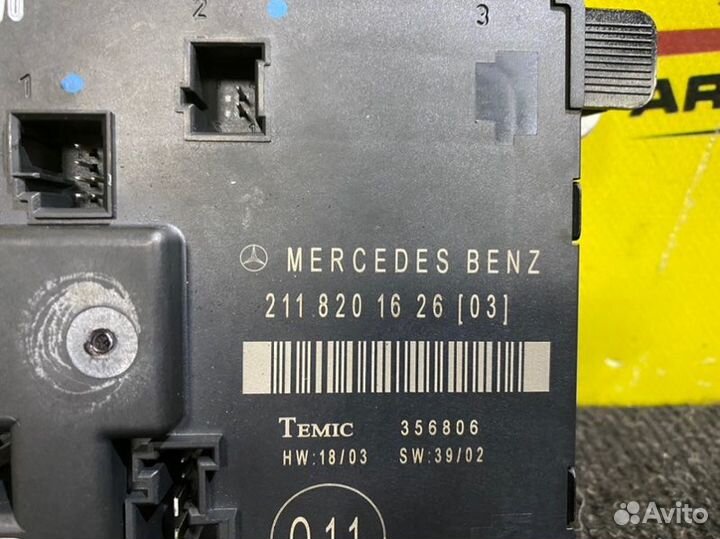 2
3
1
AR
MERCEDES BENZ
211 820 16 26 [03]
TEMIC 356806
HW:18/03 SW:39/02
011
Avito